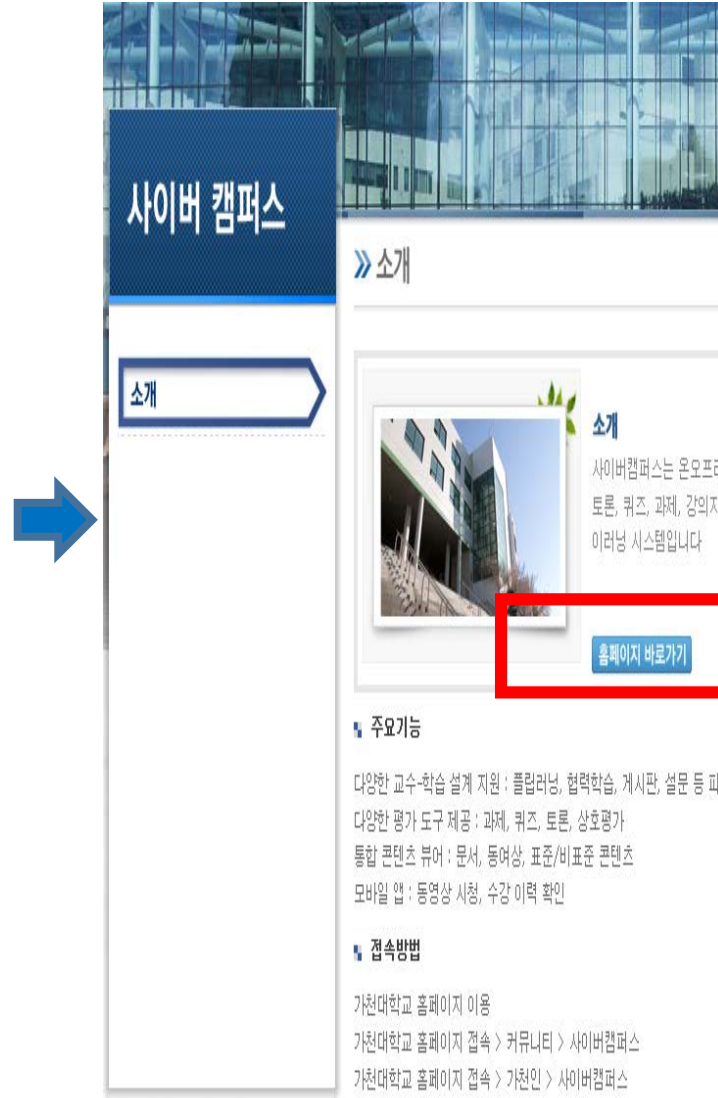 사이버 캠퍼스
소개
소개
소개
사이버캠퍼스는 온오프
토론, 퀴즈, 과제, 강의
이러닝 시스템입니다
홈페이지 바로가기
주요기능
다양한 교수-학습 설계 지원 : 플립러닝, 협력학습, 게시판, 설문 등
다양한 평가 도구 제공 : 과제, 퀴즈, 토론, 상호평가
통합 콘텐츠 뷰어 : 문서, 동여상, 표준/비표준 콘텐츠
모바일 앱 : 동영상 시청, 수강 이력 확인
접속방법
가천대학교 홈페이지 이용
가천대학교 홈페이지 접속 > 커뮤니티 > 사이버캠퍼스
가천대학교 홈페이지 접속 > 가천인 > 사이버캠퍼스